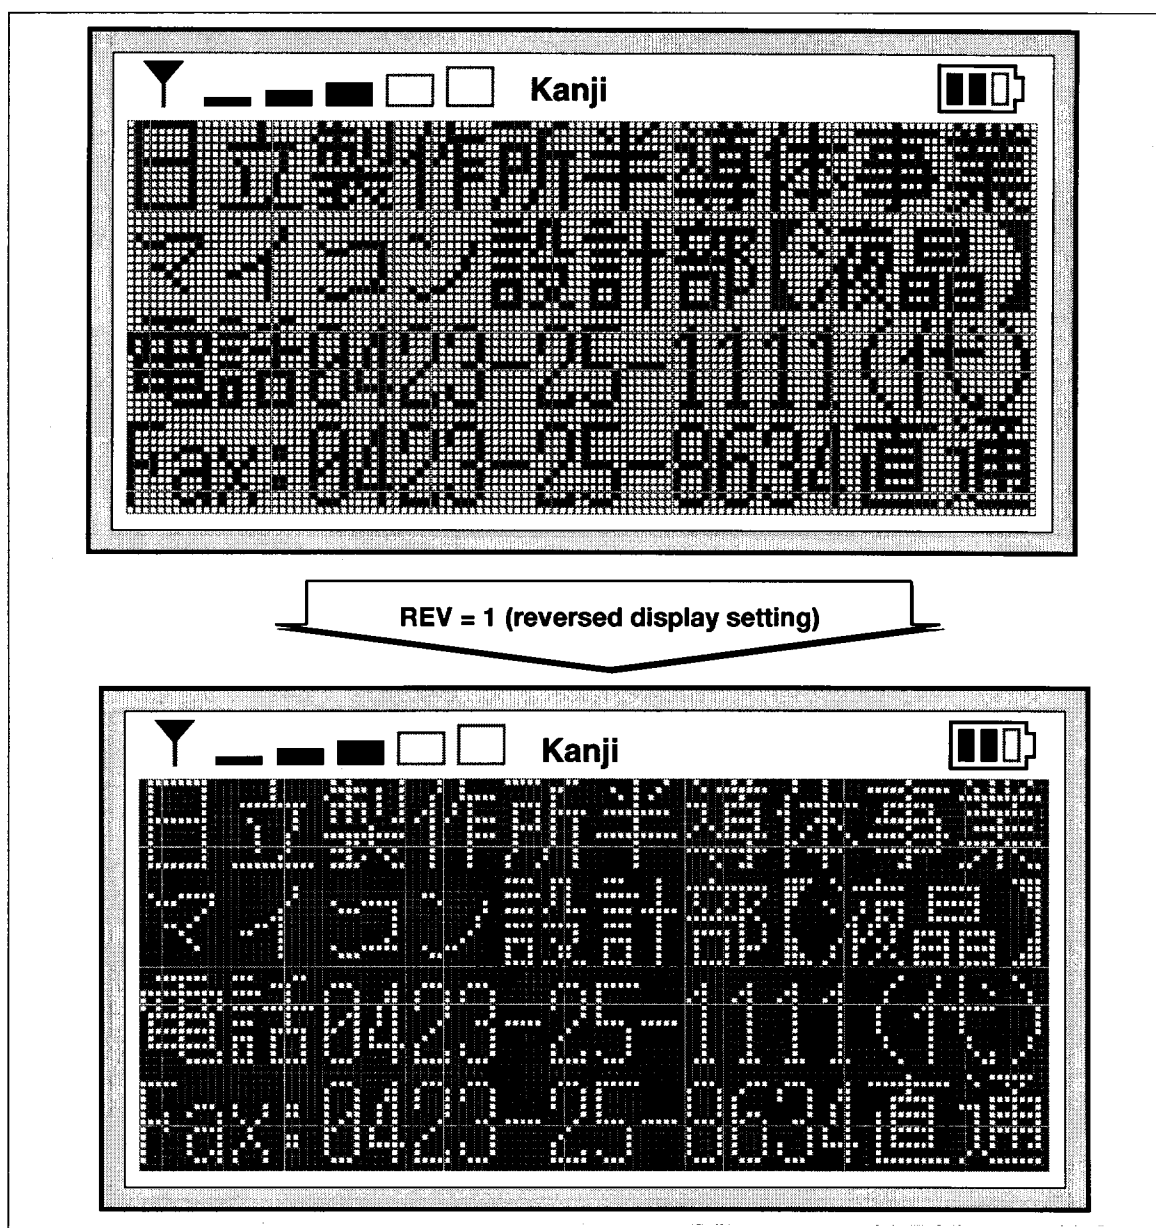 Kanji
日立製作所半導体事業
マイコン設計部【液晶】
電話0423-25-1111(代)
Fax:0423-25-8634直通
REV = 1 (reversed display setting)
Kanji
日立製作所半導体事業
マイコン設計部【液晶】
電話0423-25-1111(代)
Fax:0423-25-8634直通